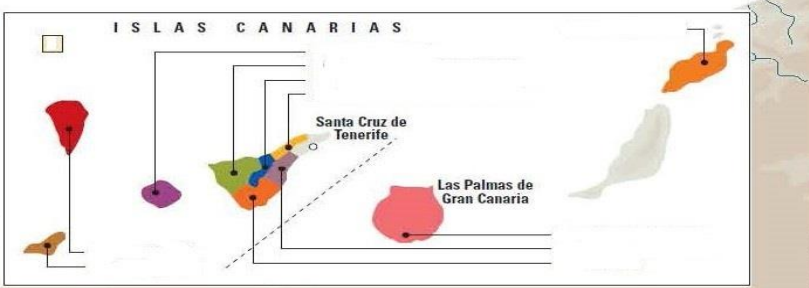 ISLAS CANARIAS
Santa Cruz de
Tenerife
Las Palmas de
Gran Canaria